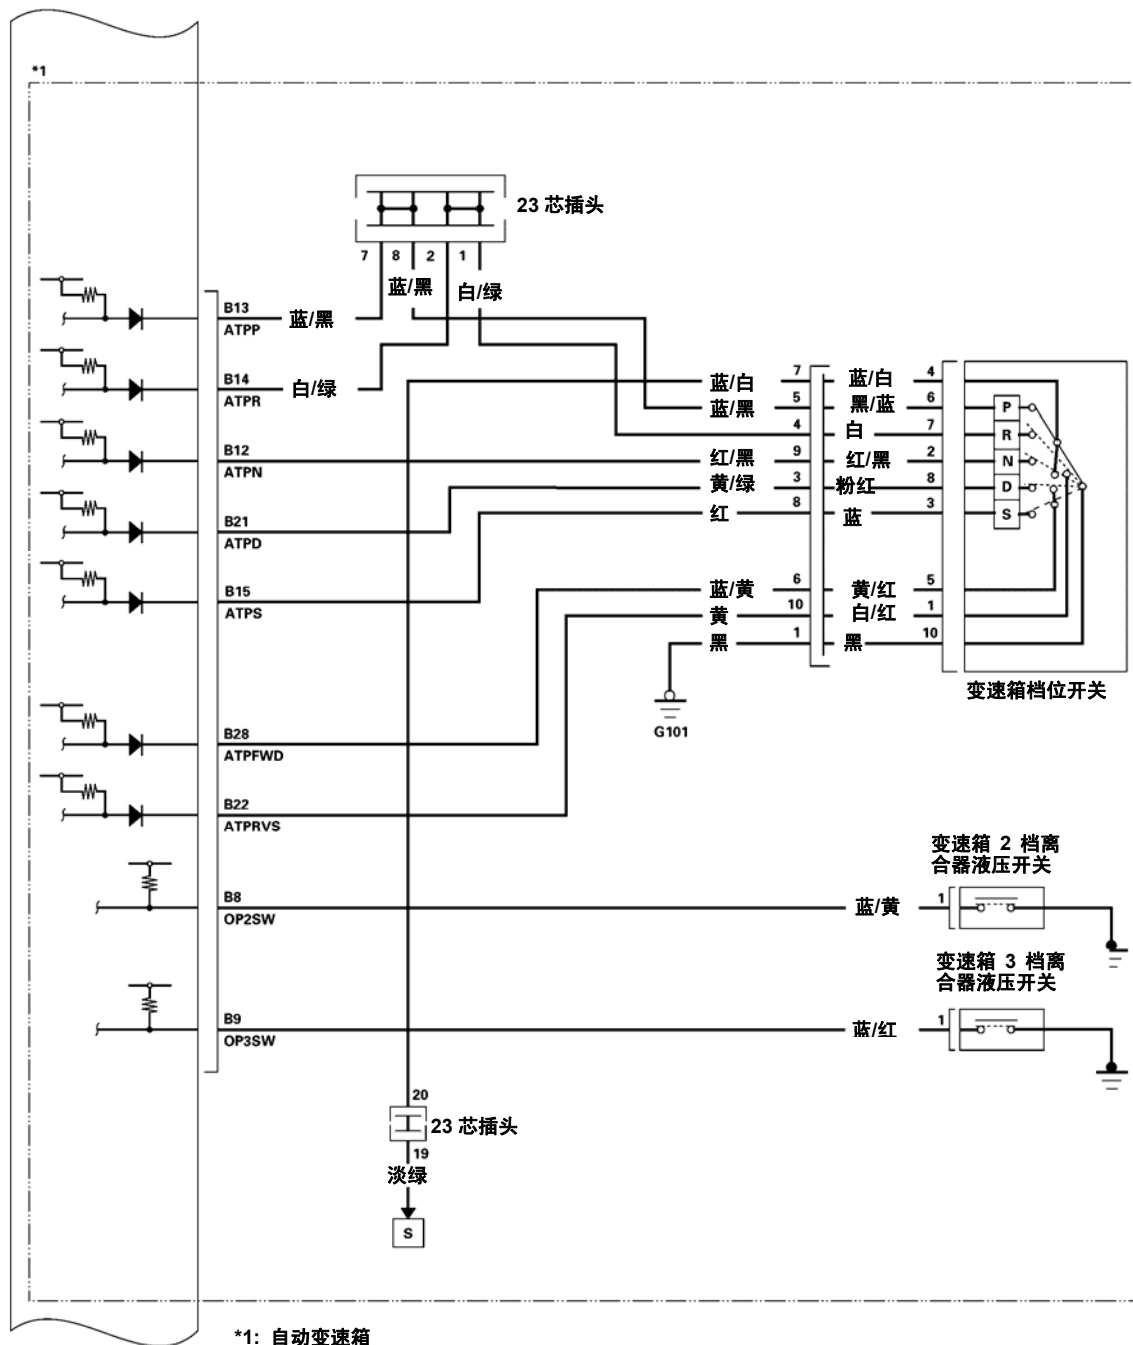 *1
23 芯插头
7 8 2 1
蓝/黑 白/绿
B13
ATPP
蓝/黑
B14
ATPR
白/绿
B12
ATPN
B21
ATPD
B15
ATPS
蓝/白 7 蓝/白 4
蓝/黑 5 黑/蓝 6 P
4 白 7 R
红/黑 9 红/黑 2 N
黄/绿 3 粉红 8 D
红 8 蓝 3 S
蓝/黄 6 黄/红 5
黄 10 白/红 1
黑 1 黑 10
变速箱档位开关
G101
B28
ATPFWD
B22
ATPRVS
变速箱 2 档离
合器液压开关
B8
OP2SW
蓝/黄 1
变速箱 3 档离
合器液压开关
B9
OP3SW
蓝/红 1
20
23 芯插头
19
淡绿
S
*1: 自动变速箱